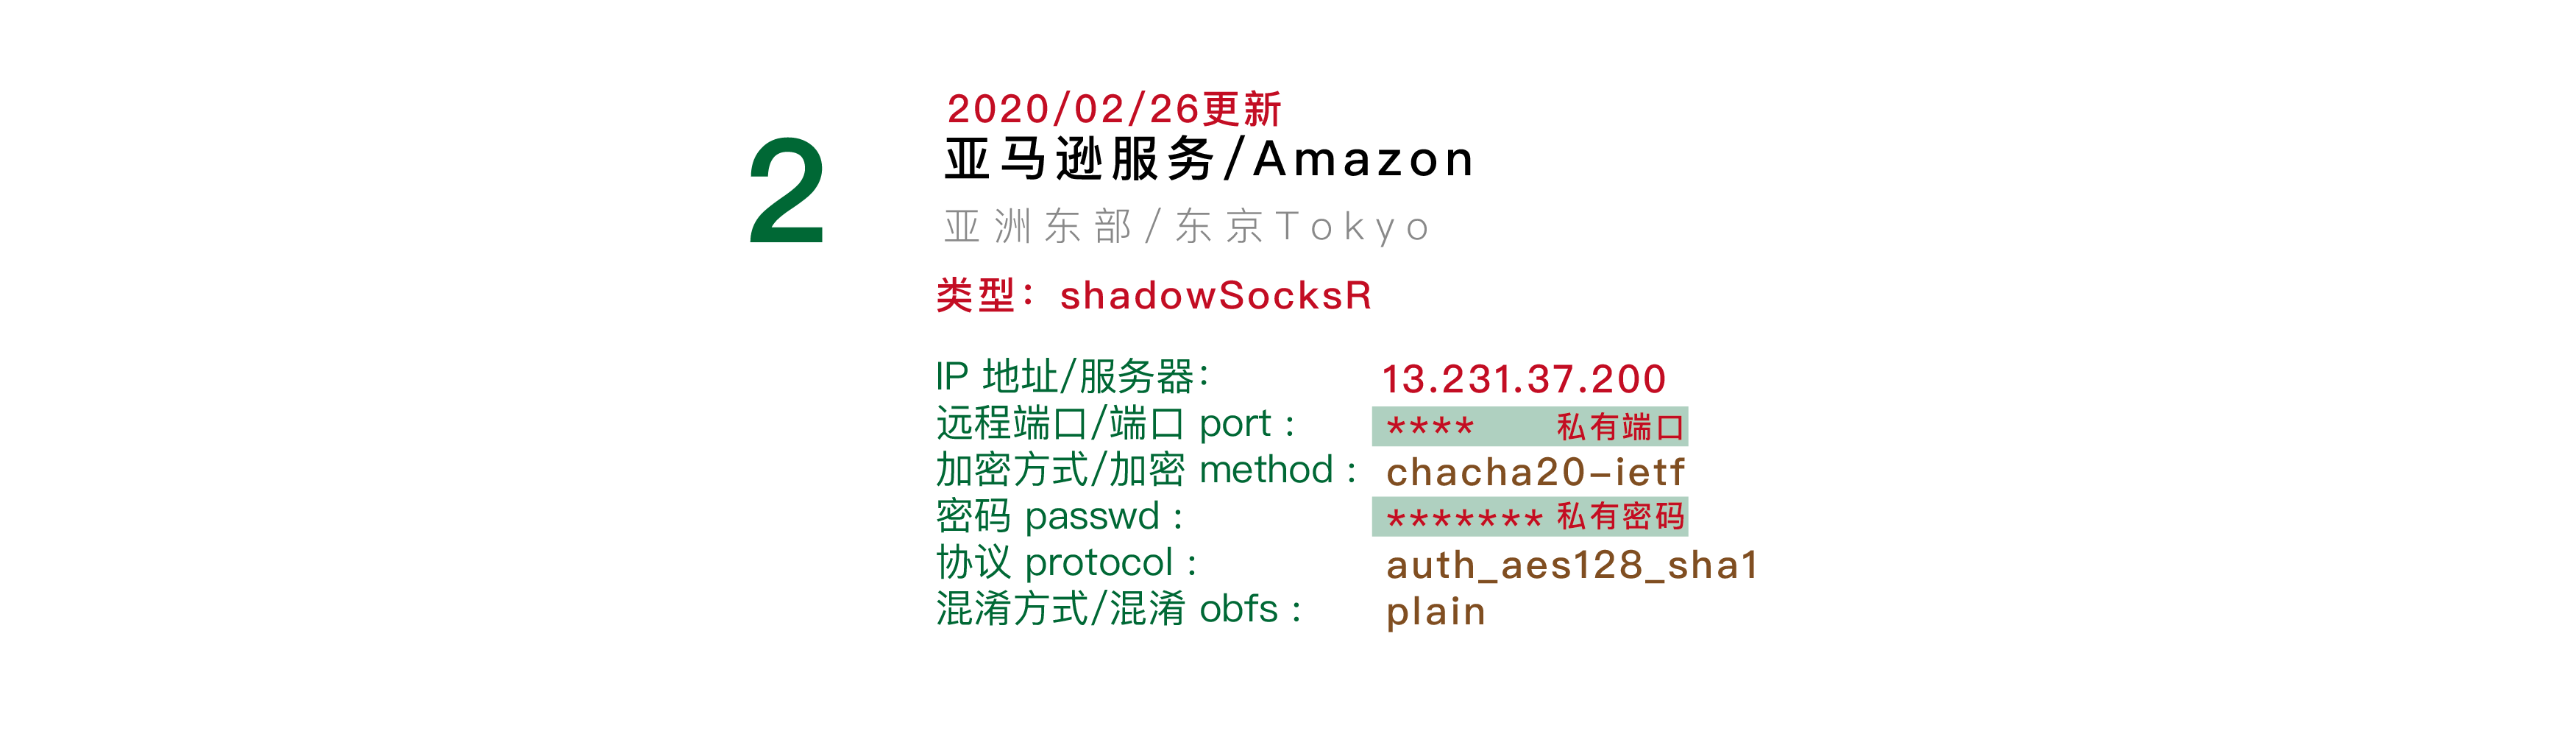 2
2020/02/26更新
亚马逊服务/Amazon
亚洲东部/东京Tokyo
类型：shadowSocksR
IP 地址/服务器： 13.231.37.200
远程端口/端口 port： **** 私有端口
加密方式/加密 method： chacha20-ietf
密码 passwd： ******* 私有密码
协议 protocol： auth_aes128_sha1
混淆方式/混淆 obfs： plain